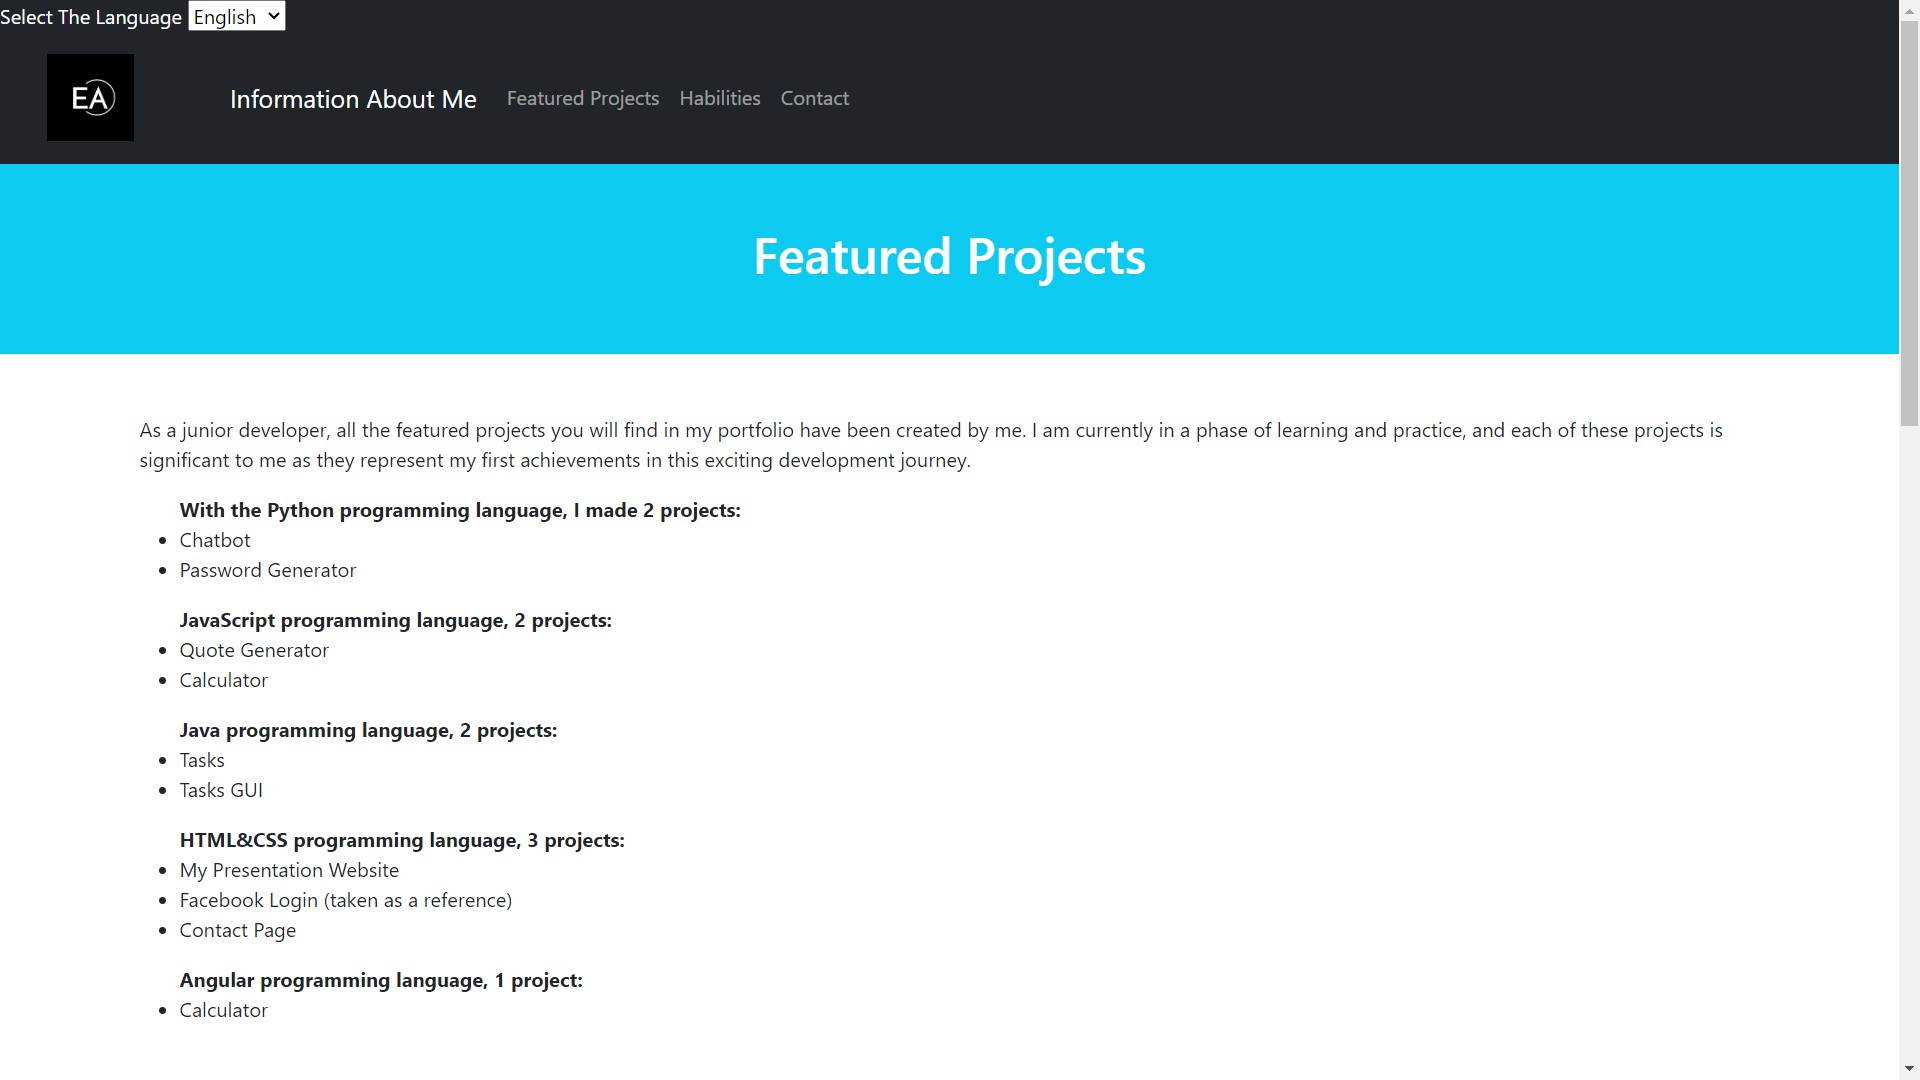 Select The Language English
EA
Information About Me Featured Projects Habilities Contact
Featured Projects
As a junior developer, all the featured projects you will find in my portfolio have been created by me. I am currently in a phase of learning and practice, and each of these projects is
significant to me as they represent my first achievements in this exciting development journey.
With the Python programming language, I made 2 projects:
Chatbot
Password Generator
JavaScript programming language, 2 projects:
Quote Generator
Calculator
Java programming language, 2 projects:
Tasks
Tasks GUI
HTML&CSS programming language, 3 projects:
My Presentation Website
Facebook Login (taken as a reference)
Contact Page
Angular programming language, 1 project:
Calculator